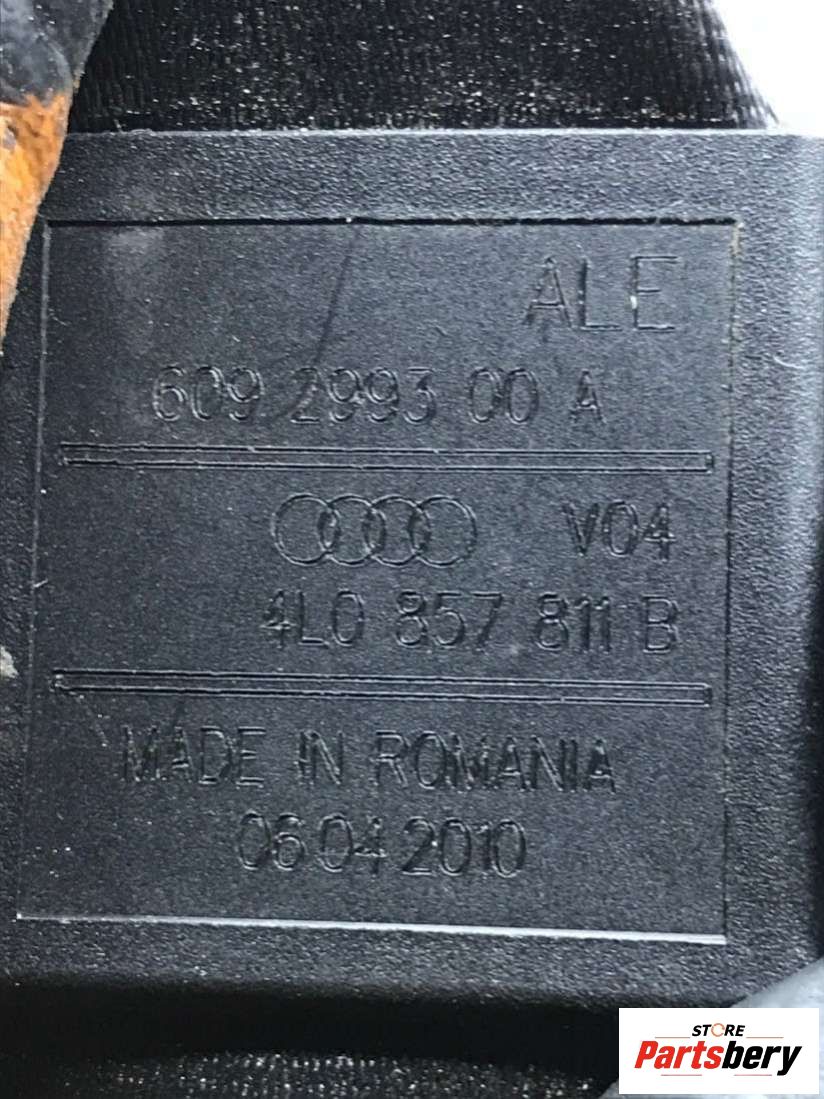 ALE
609 2993 00 A
V04
4L0 857 811 B
MADE IN ROMANIA
06 04 2010
STORE
Partsbery